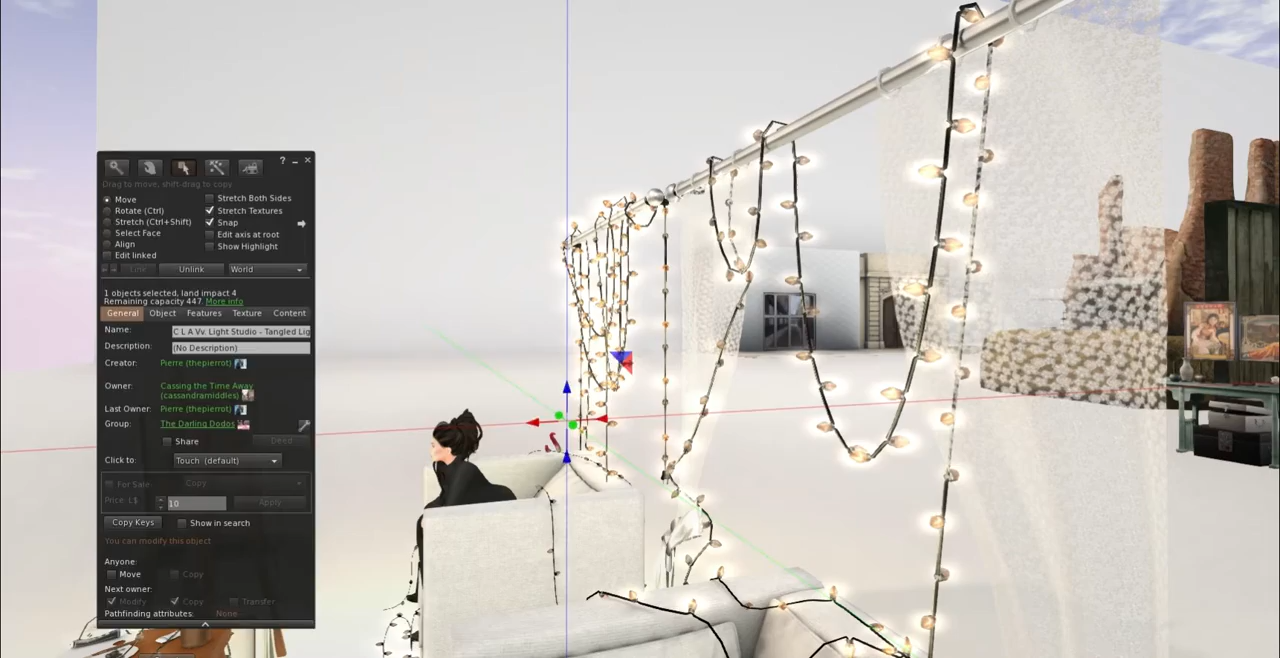 ? _ ×
Drag to move, shift-drag to copy
Move
Rotate (Ctrl)
Stretch (Ctrl+Shift)
Select Face
Align
Edit linked
Stretch Both Sides
Stretch Textures
Snap
Edit axis at root
Show Highlight
Link Unlink World
1 objects selected, land impact 4
Remaining capacity 447. More info
General Object Features Texture Content
Name: C L A Vv. Light Studio - Tangled Lig
Description: (No Description)
Creator: Pierre (thepierrot)
Owner: Cassing the Time Away
(cassandramiddles)
Last Owner: Pierre (thepierrot)
Group: The Darling Dodos
Share Deed
Click to: Touch (default)
For Sale Copy
Price: L$ 10 Apply
Copy Keys Show in search
You can modify this object
Anyone:
Move Copy
Next owner:
Modify Copy Transfer
Pathfinding attributes: None